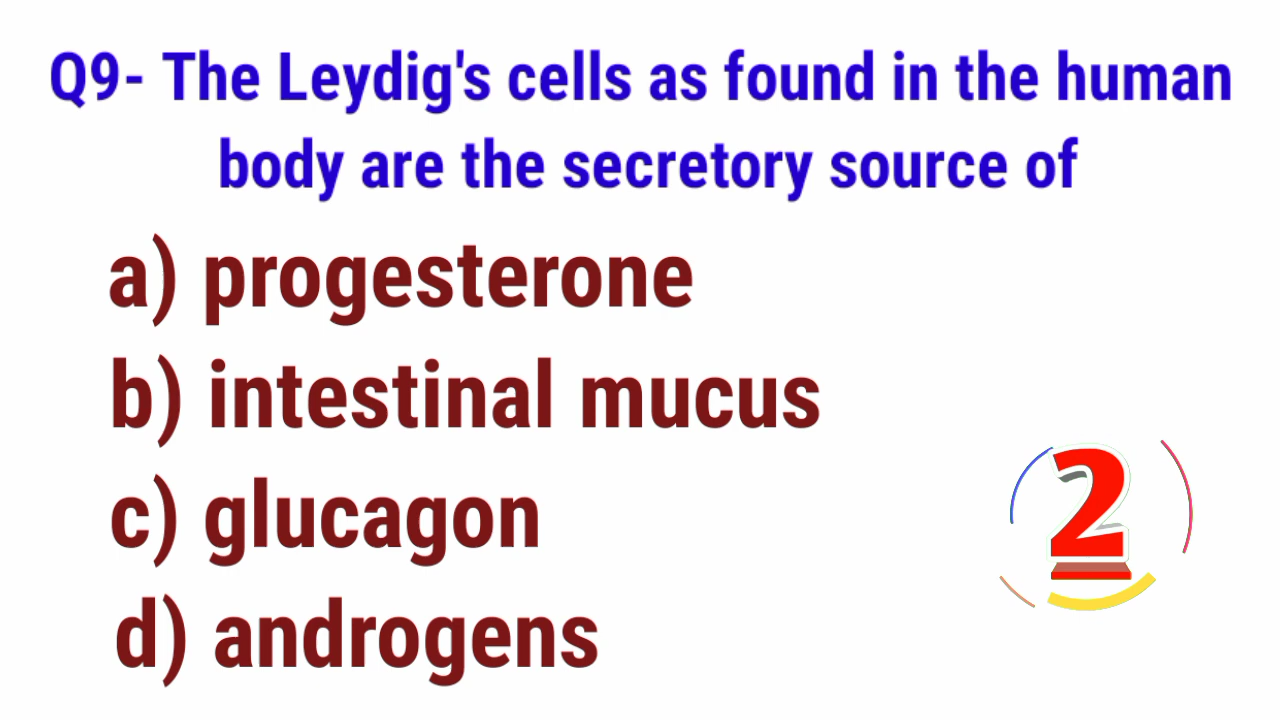 Q9- The Leydig's cells as found in the human
body are the secretory source of
a) progesterone
b) intestinal mucus
c) glucagon
d) androgens
2